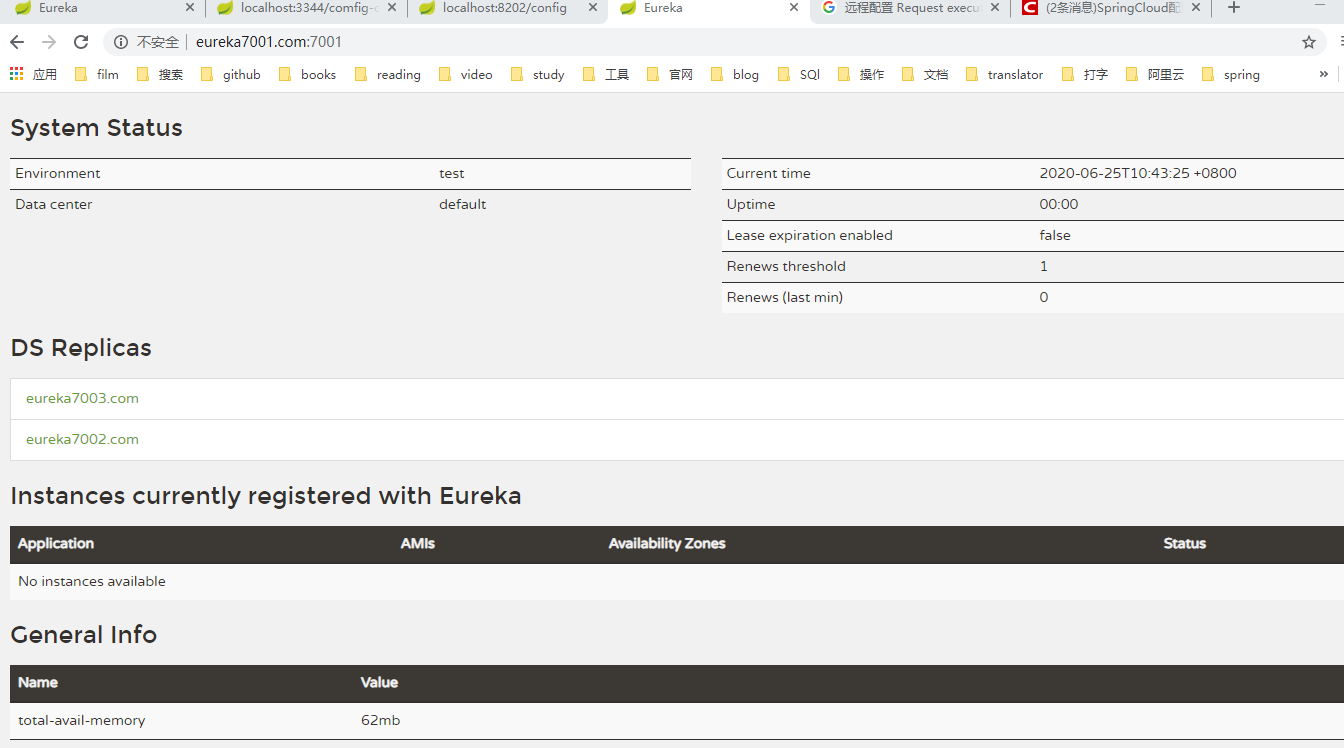 Eureka localhost:3344/comfig- localhost:8202/config Eureka 远程配置 Request execu (2条消息)SpringCloud配
不安全 eureka7001.com:7001
应用 film 搜索 github books reading video study 工具 官网 blog SQl 操作 文档 translator 打字 阿里云 spring »
System Status
Environment test Current time 2020-06-25T10:43:25 +0800
Data center default Uptime 00:00
Lease expiration enabled false
Renews threshold 1
Renews (last min) 0
DS Replicas
eureka7003.com
eureka7002.com
Instances currently registered with Eureka
Application AMIs Availability Zones Status
No instances available
General Info
Name Value
total-avail-memory 62mb